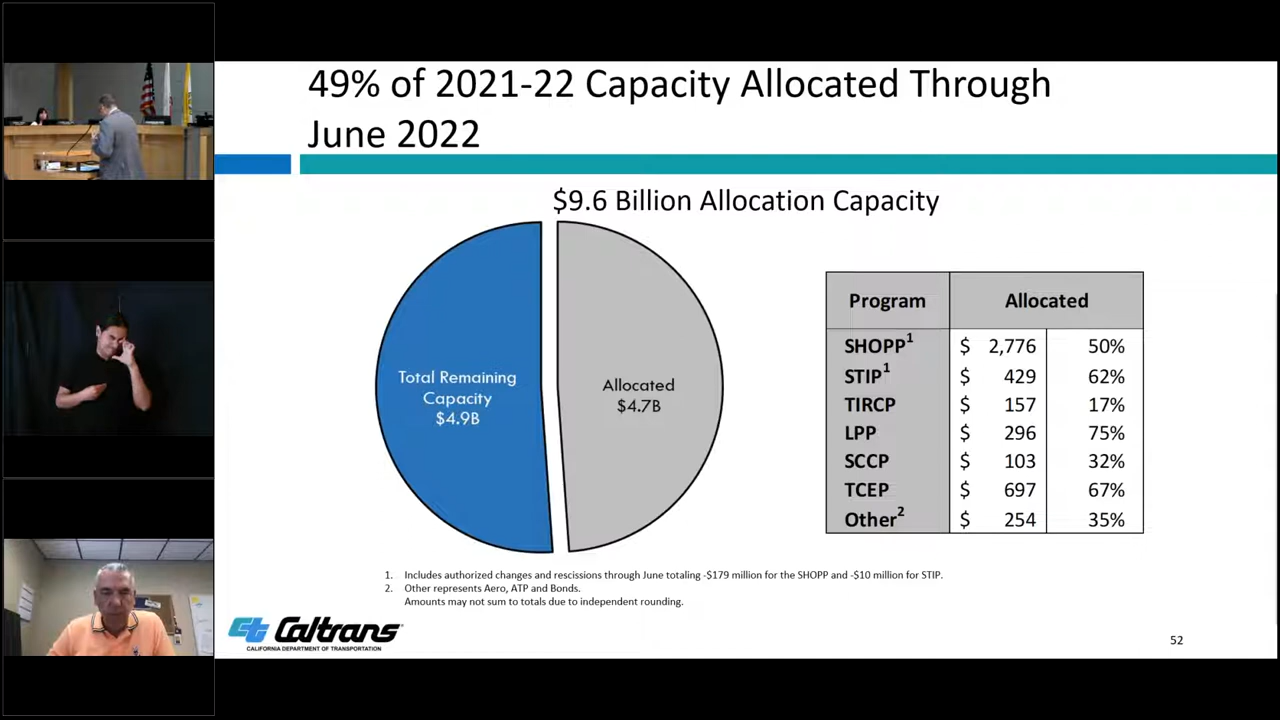 49% of 2021-22 Capacity Allocated Through
June 2022
$9.6 Billion Allocation Capacity
Total Remaining
Capacity
$4.9B
Allocated
$4.7B
Program Allocated
SHOPP1 $ 2,776 50%
STIP1 $ 429 62%
TIRCP $ 157 17%
LPP $ 296 75%
SCCP $ 103 32%
TCEP $ 697 67%
Other2 $ 254 35%
1. Includes authorized changes and rescissions through June totaling -$179 million for the SHOPP and -$10 million for STIP.
2. Other represents Aero, ATP and Bonds.
Amounts may not sum to totals due to independent rounding.
ct Caltrans
CALIFORNIA DEPARTMENT OF TRANSPORTATION
52